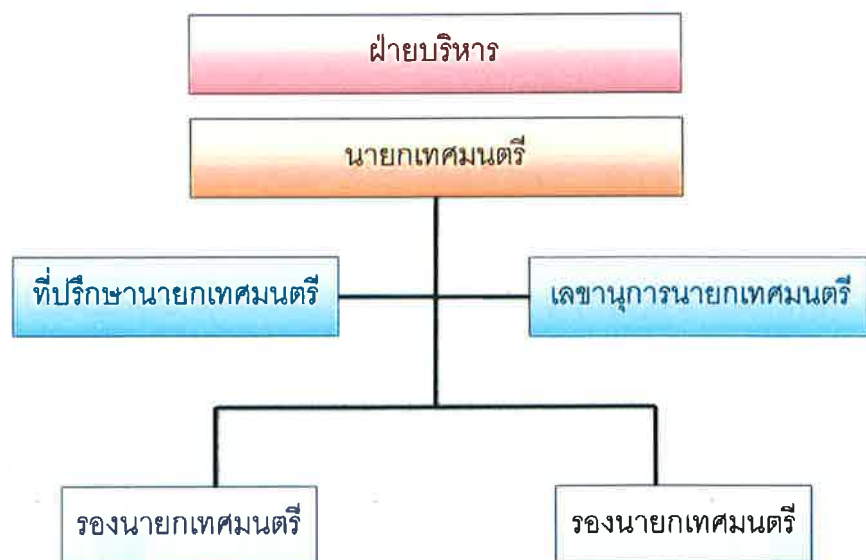 ฝ่ายบริหาร
นายกเทศมนตรี
ที่ปรึกษานายกเทศมนตรี
เลขานุการนายกเทศมนตรี
รองนายกเทศมนตรี
รองนายกเทศมนตรี